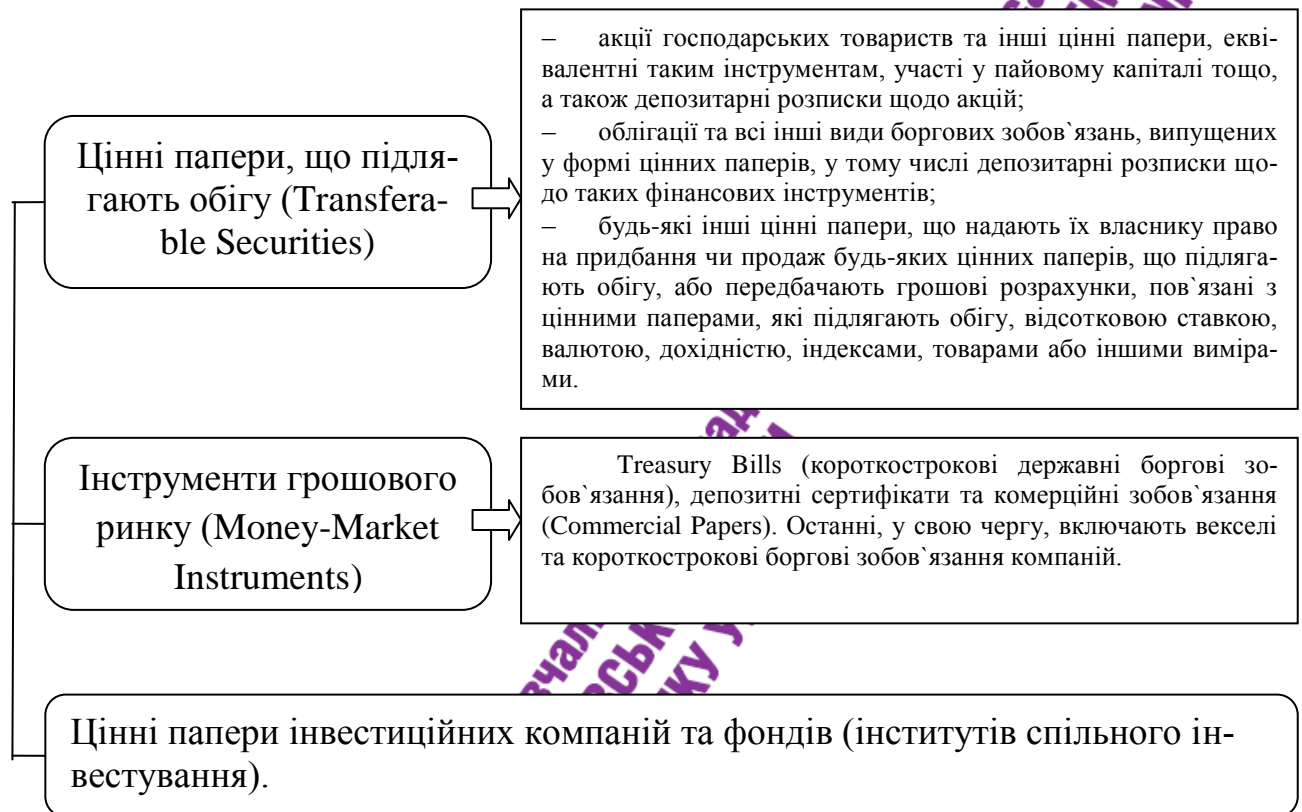 Цінні папери, що підля-
гають обігу (Transfera-
ble Securities)
– акції господарських товариств та інші цінні папери, екві-
валентні таким інструментам, участі у пайовому капіталі тощо,
а також депозитарні розписки щодо акцій;
– облігації та всі інші види боргових зобов`язань, випущених
у формі цінних паперів, у тому числі депозитарні розписки що-
до таких фінансових інструментів;
– будь-які інші цінні папери, що надають їх власнику право
на придбання чи продаж будь-яких цінних паперів, що підляга-
ють обігу, або передбачають грошові розрахунки, пов`язані з
цінними паперами, які підлягають обігу, відсотковою ставкою,
валютою, дохідністю, індексами, товарами або іншими виміра-
ми.
Інструменти грошового
ринку (Money-Market
Instruments)
Treasury Bills (короткострокові державні боргові зо-
бов`язання), депозитні сертифікати та комерційні зобов`язання
(Commercial Papers). Останні, у свою чергу, включають векселі
та короткострокові боргові зобов`язання компаній.
Цінні папери інвестиційних компаній та фондів (інститутів спільного ін-
вестування).